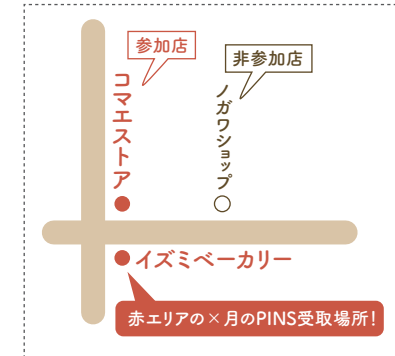 参加店
コマエストア
非参加店
ノガワショップ
イズミベーカリー
赤エリアの×月のPINS受取場所!